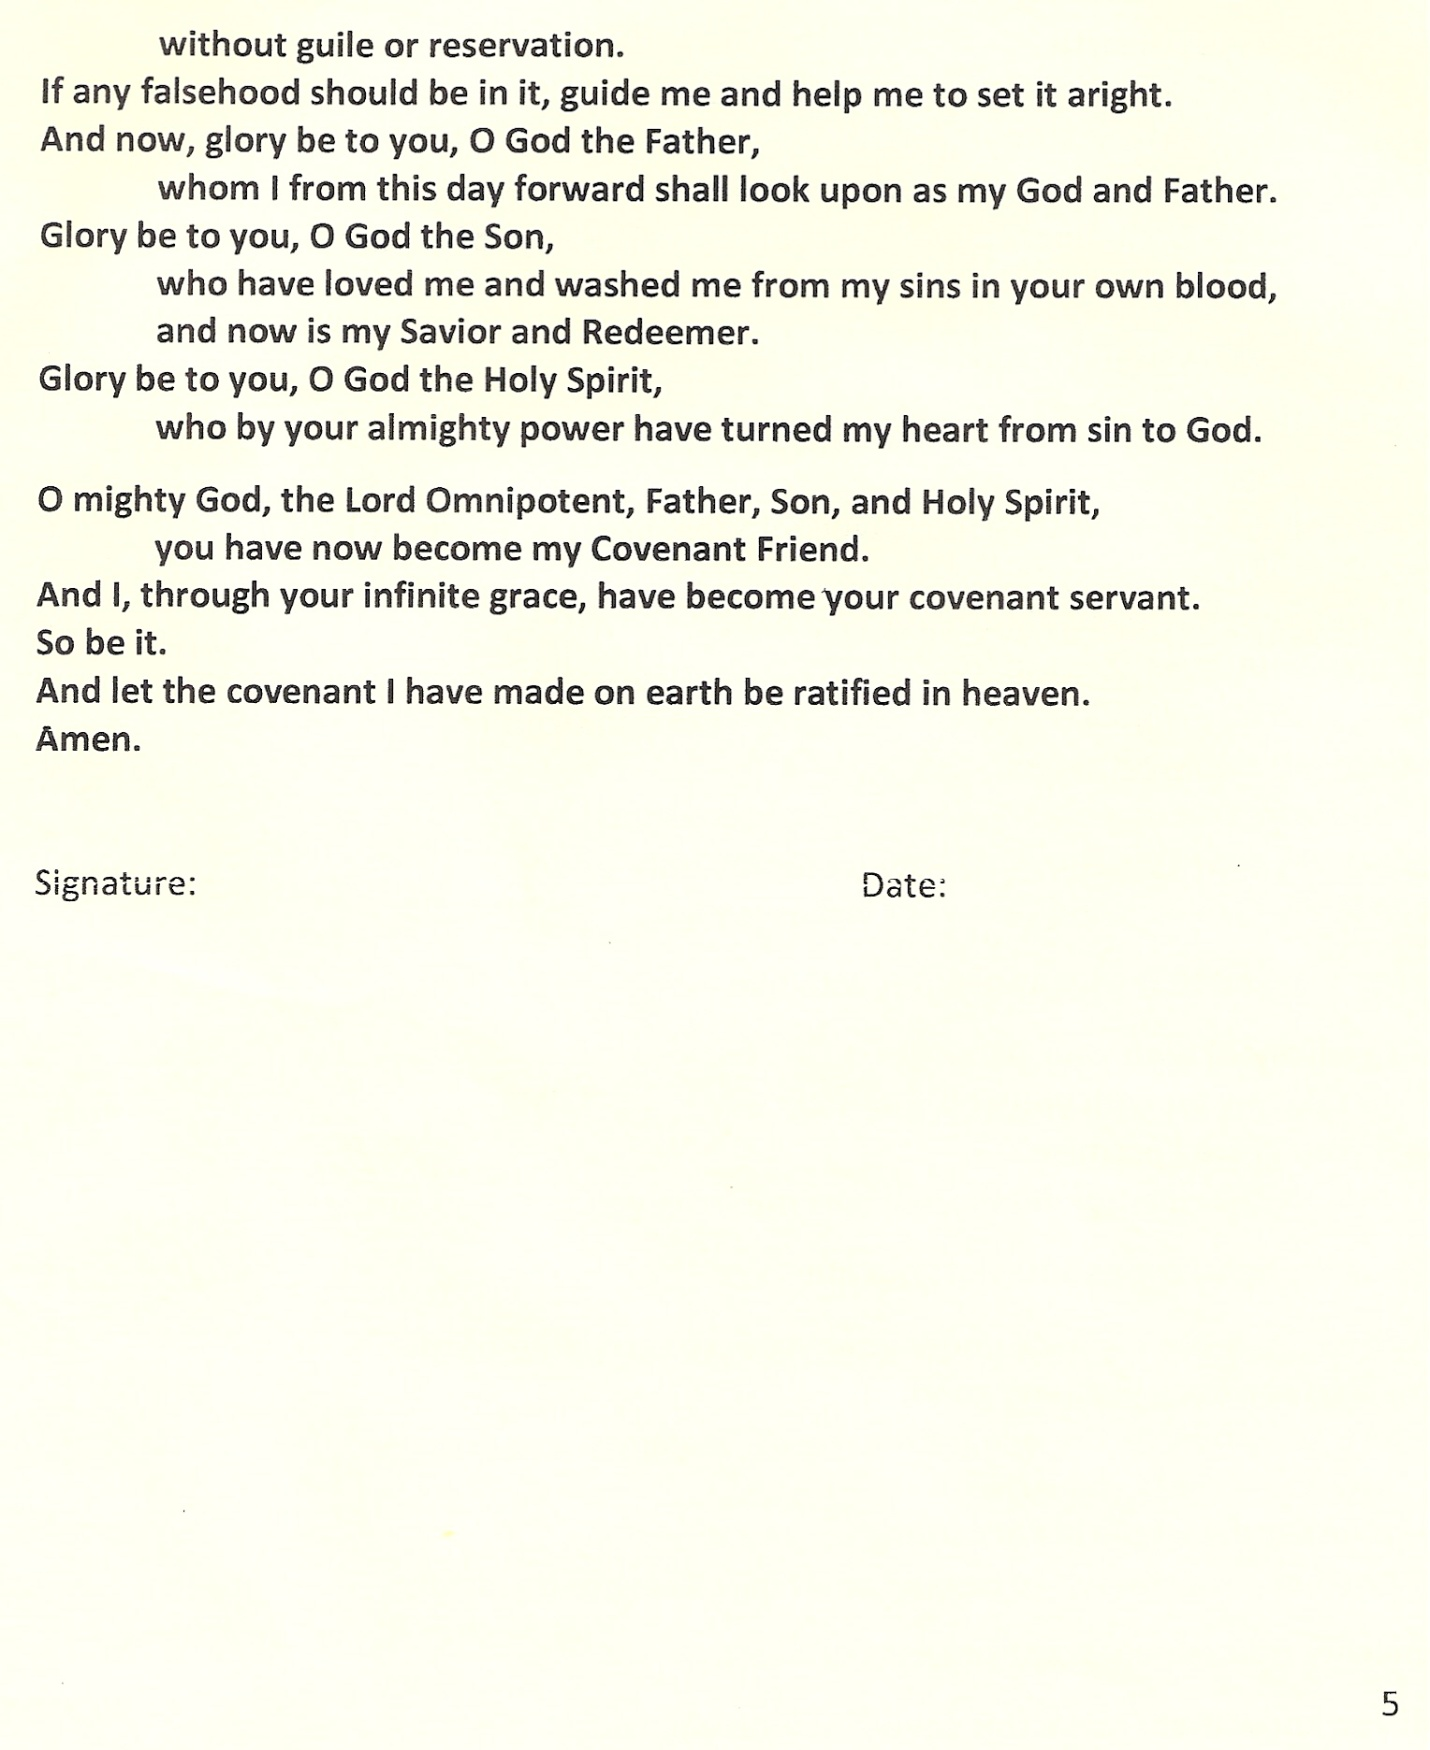 without guile or reservation.
If any falsehood should be in it, guide me and help me to set it aright.
And now, glory be to you, O God the Father,
whom I from this day forward shall look upon as my God and Father.
Glory be to you, O God the Son,
who have loved me and washed me from my sins in your own blood,
and now is my Savior and Redeemer.
Glory be to you, O God the Holy Spirit,
who by your almighty power have turned my heart from sin to God.
O mighty God, the Lord Omnipotent, Father, Son, and Holy Spirit,
you have now become my Covenant Friend.
And I, through your infinite grace, have become your covenant servant.
So be it.
And let the covenant I have made on earth be ratified in heaven.
Amen.
Signature: Date:
5